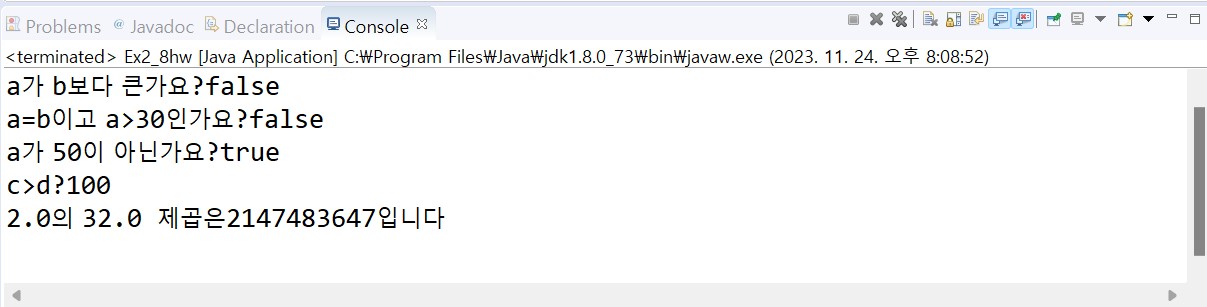 Problems @ Javadoc Declaration Console
<terminated> Ex2_8hw [Java Application] C:₩Program Files₩Java₩jdk1.8.0_73₩bin₩javaw.exe (2023. 11. 24. 오후 8:08:52)
a가 b보다 큰가요?false
a=b이고 a>30인가요?false
a가 50이 아닌가요?true
c>d?100
2.0의 32.0 제곱은2147483647입니다